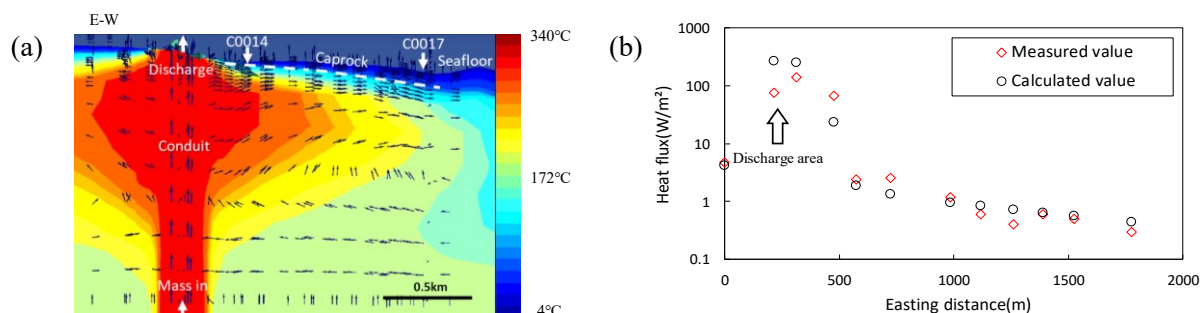 (a)
E-W
C0014
C0017
Caprock
Seafloor
Discharge
Conduit
Mass in
0.5km
340℃
172℃
4℃
(b)
Heat flux(W/m²)
1000
100
10
1
0.1
Measured value
Calculated value
Discharge area
0 500 1000 1500 2000
Easting distance(m)